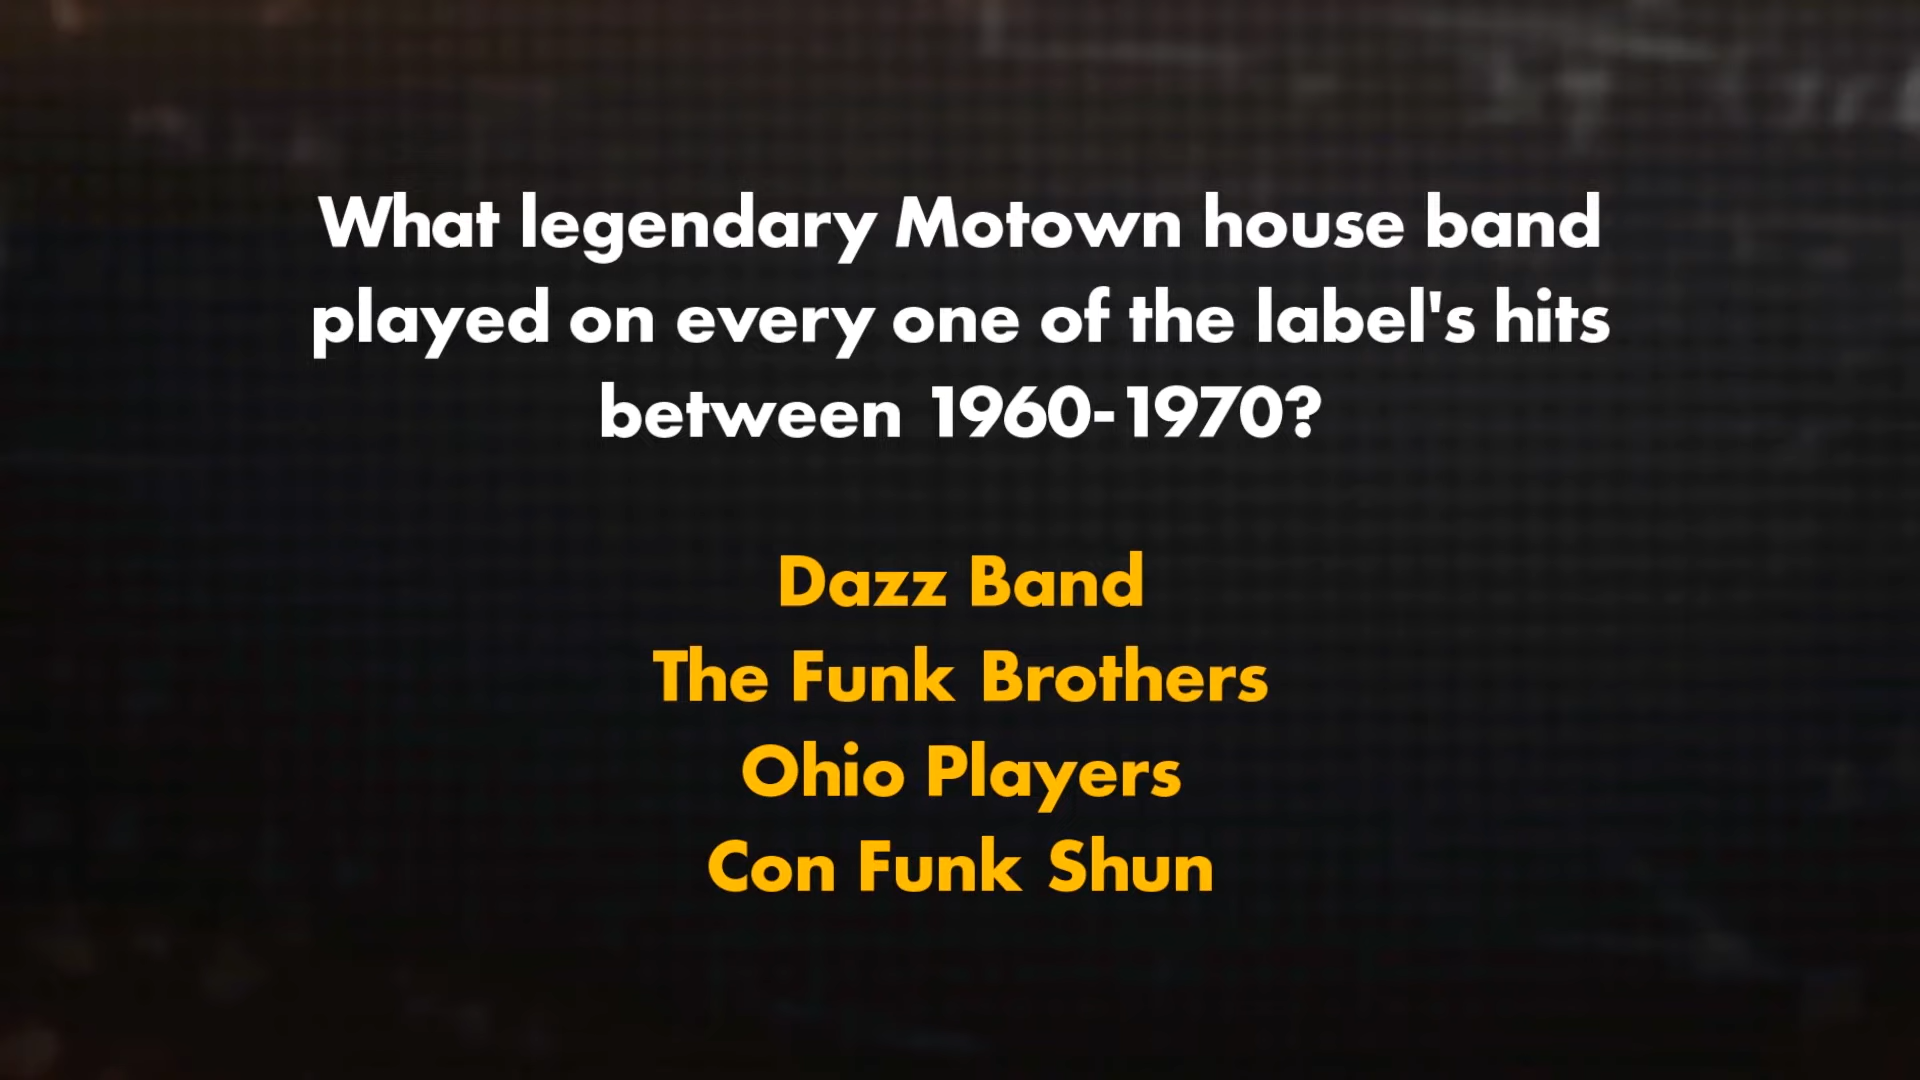 What legendary Motown house band
played on every one of the label's hits
between 1960-1970?
Dazz Band
The Funk Brothers
Ohio Players
Con Funk Shun